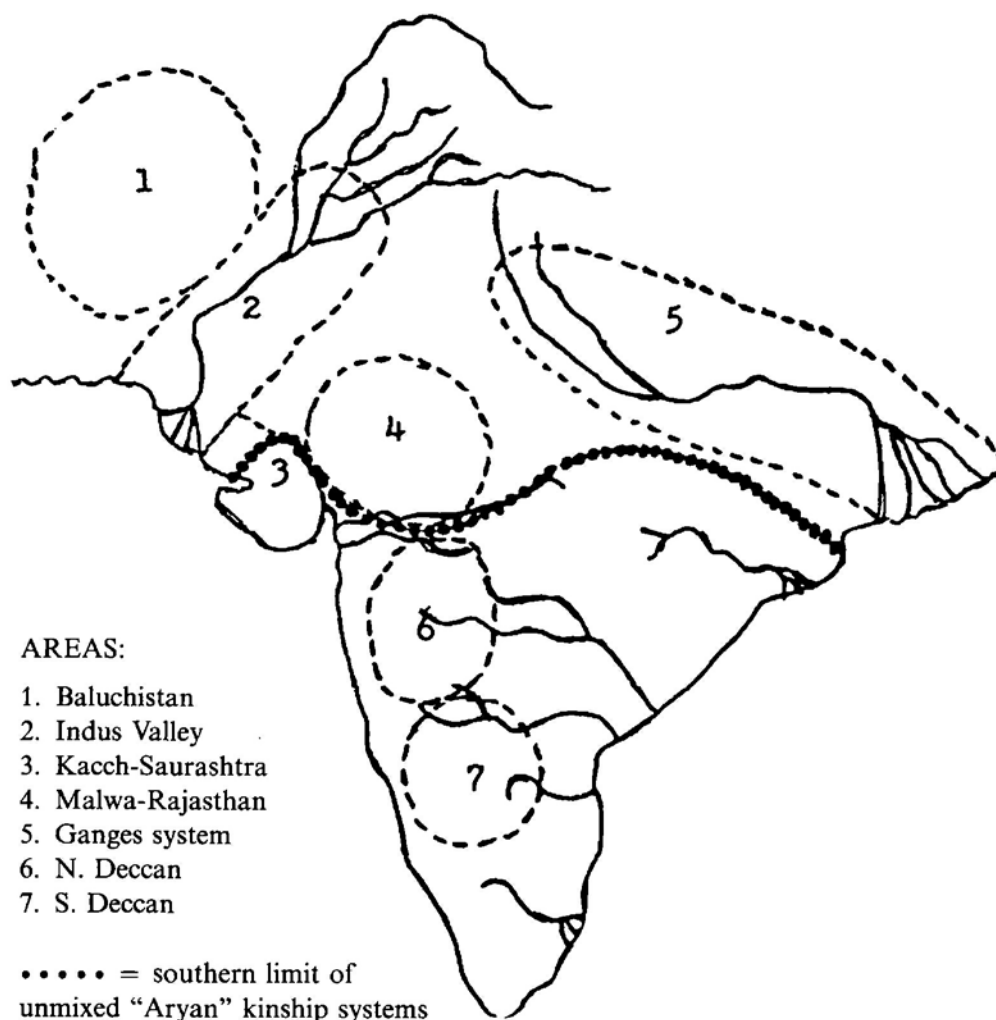 1
2
5
4
3
6
7
AREAS:
1. Baluchistan
2. Indus Valley
3. Kacch-Saurashtra
4. Malwa-Rajasthan
5. Ganges system
6. N. Deccan
7. S. Deccan
••••• = southern limit of
unmixed “Aryan” kinship systems